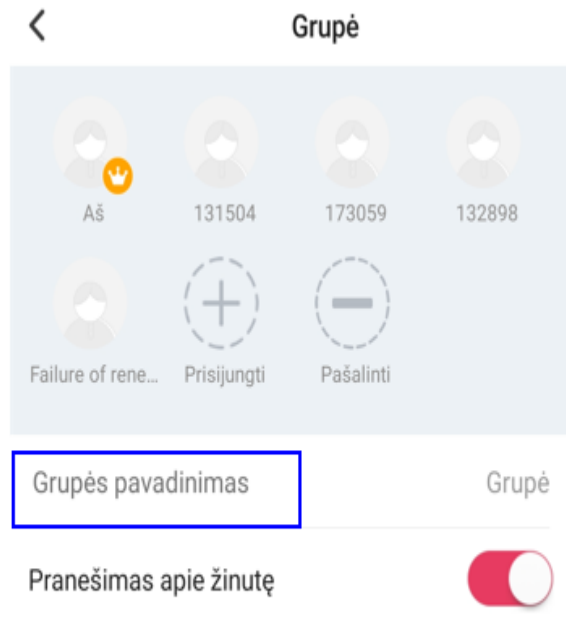 Grupė
Aš 131504 173059 132898
Failure of rene... Prisijungti Pašalinti
Grupės pavadinimas Grupė
Pranešimas apie žinutę